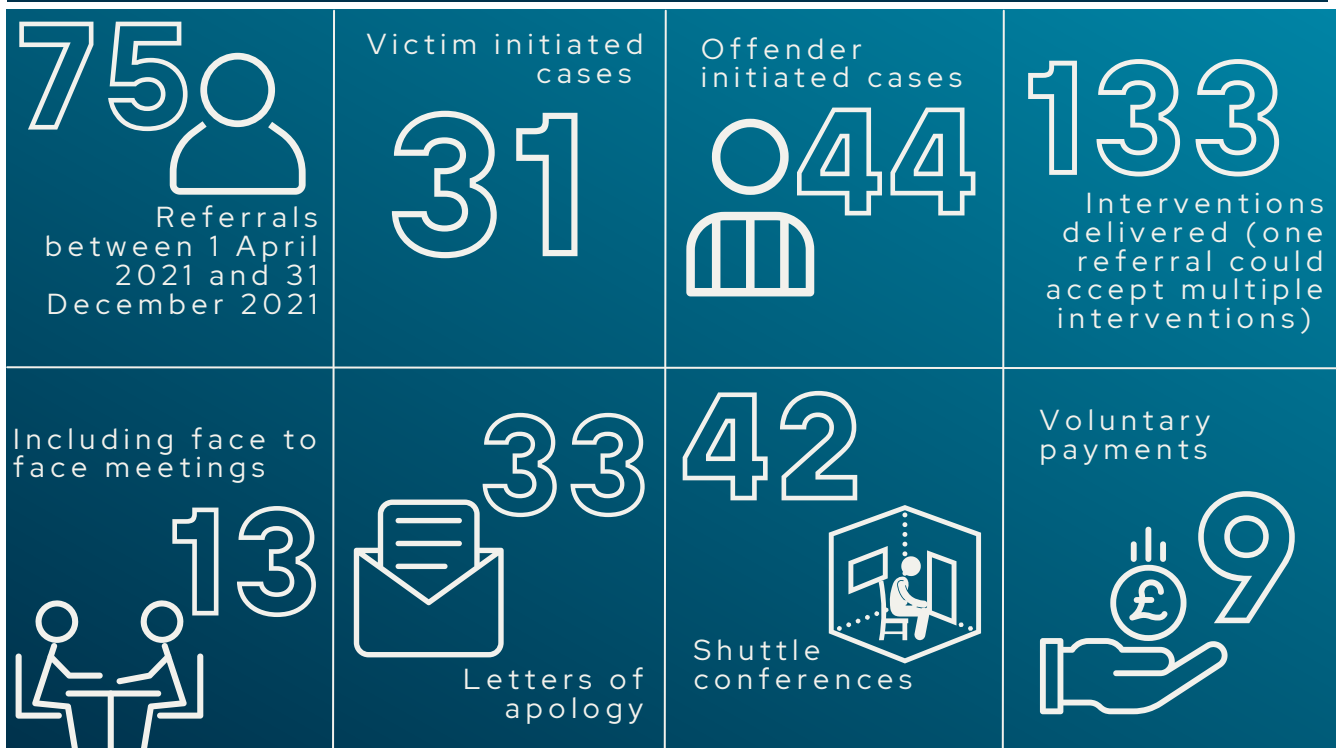 75
Referrals
between 1 April
2021 and 31
December 2021
Victim initiated
cases
31
Offender
initiated cases
44
133
Interventions
delivered (one
referral could
accept multiple
interventions)
Including face to
face meetings
13
33
Letters of
apology
42
Shuttle
conferences
Voluntary
payments
£
9